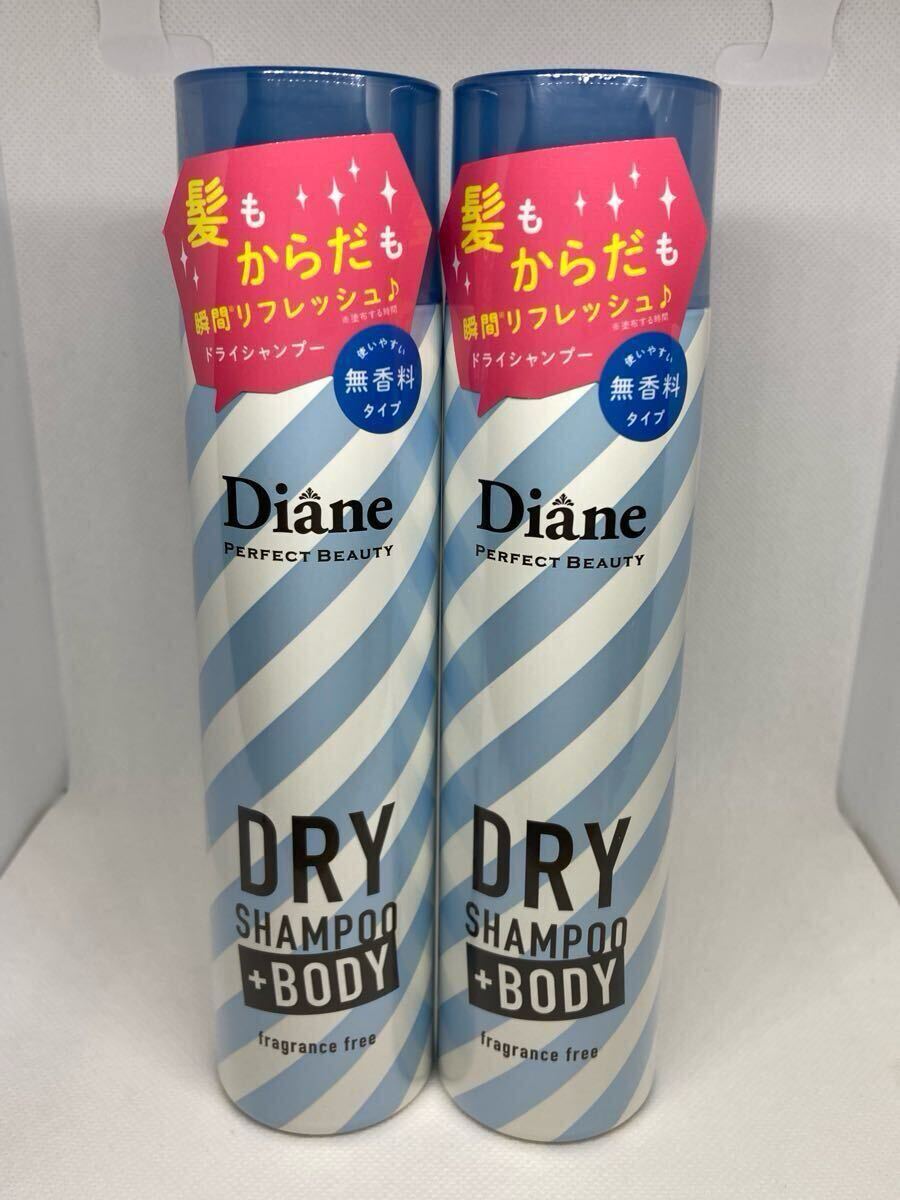 髪も
からだも
瞬間※リフレッシュ♪
※塗布する時間
ドライシャンプー
使いやすい
無香料
タイプ
Diane
PERFECT BEAUTY
DRY
SHAMPOO
+BODY
fragrance free
髪も
からだも
瞬間※リフレッシュ♪
※塗布する時間
ドライシャンプー
使いやすい
無香料
タイプ
Diane
PERFECT BEAUTY
DRY
SHAMPOO
+BODY
fragrance free